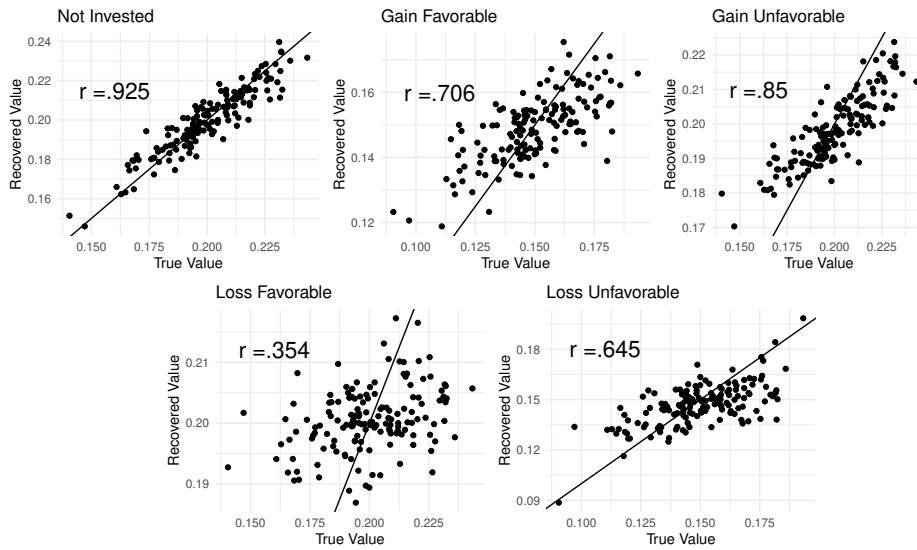 Not Invested
Gain Favorable
Gain Unfavorable
r =.925
r =.706
r =.85
Recovered Value
0.24
0.22
0.20
0.18
0.16
0.150
0.175
0.200
0.225
True Value
Recovered Value
0.16
0.14
0.12
0.100
0.125
0.150
0.175
True Value
Recovered Value
0.22
0.21
0.20
0.19
0.18
0.17
0.150
0.175
0.200
0.225
True Value
Loss Favorable
Loss Unfavorable
r =.354
r =.645
Recovered Value
0.21
0.20
0.19
0.150
0.175
0.200
0.225
True Value
Recovered Value
0.18
0.15
0.12
0.09
0.100
0.125
0.150
0.175
True Value